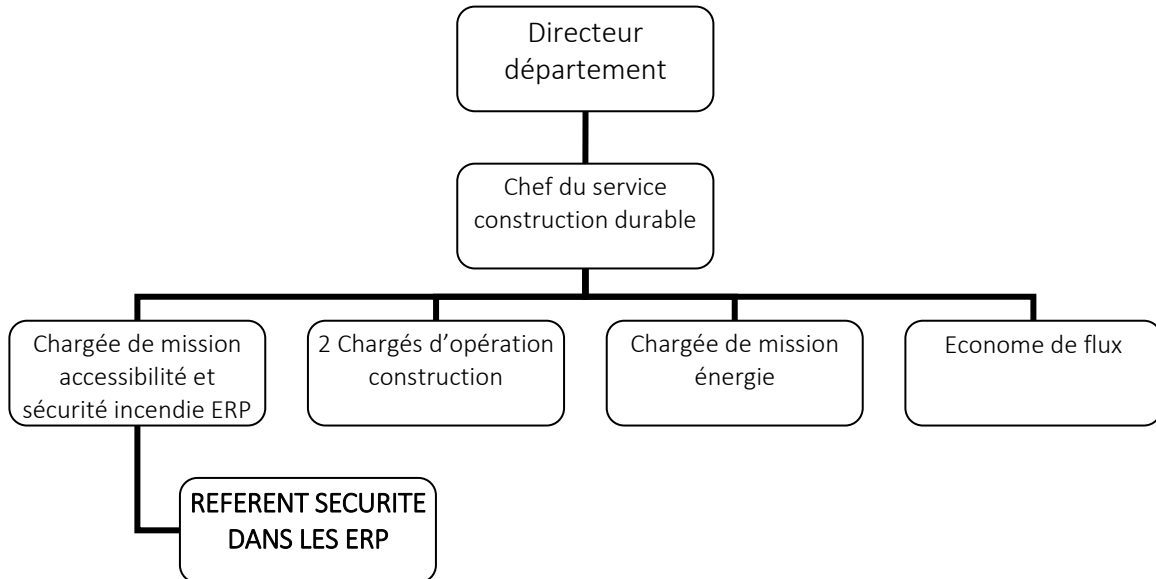 Directeur
département
Chef du service
construction durable
Chargée de mission
accessibilité et
sécurité incendie ERP
2 Chargés d’opération
construction
Chargée de mission
énergie
Econome de flux
REFERENT SECURITE
DANS LES ERP